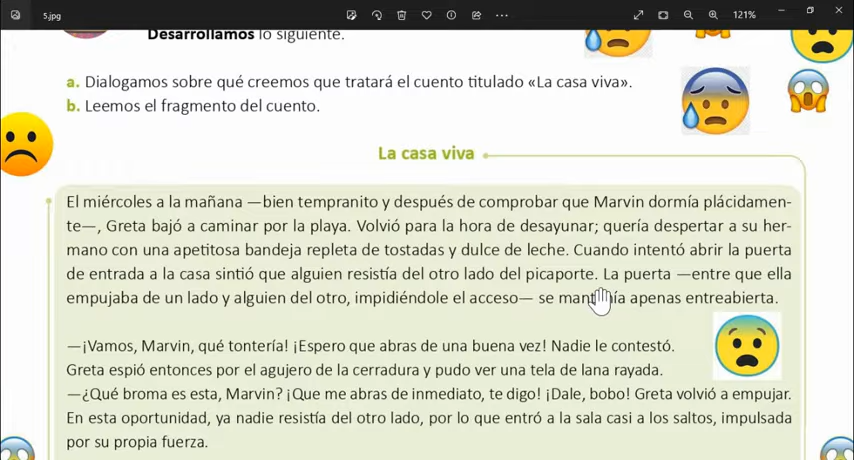 5.jpg
121%
Desarrollamos lo siguiente.
a. Dialogamos sobre qué creemos que tratará el cuento titulado «La casa viva».
b. Leemos el fragmento del cuento.
La casa viva
El miércoles a la mañana —bien tempranito y después de comprobar que Marvin dormía plácidamen-
te—, Greta bajó a caminar por la playa. Volvió para la hora de desayunar; quería despertar a su her-
mano con una apetitosa bandeja repleta de tostadas y dulce de leche. Cuando intentó abrir la puerta
de entrada a la casa sintió que alguien resistía del otro lado del picaporte. La puerta —entre que ella
empujaba de un lado y alguien del otro, impidiéndole el acceso— se mantenía apenas entreabierta.
—¡Vamos, Marvin, qué tontería! ¡Espero que abras de una buena vez! Nadie le contestó.
Greta espió entonces por el agujero de la cerradura y pudo ver una tela de lana rayada.
—¿Qué broma es esta, Marvin? ¡Que me abras de inmediato, te digo! ¡Dale, bobo! Greta volvió a empujar.
En esta oportunidad, ya nadie resistía del otro lado, por lo que entró a la sala casi a los saltos, impulsada
por su propia fuerza.